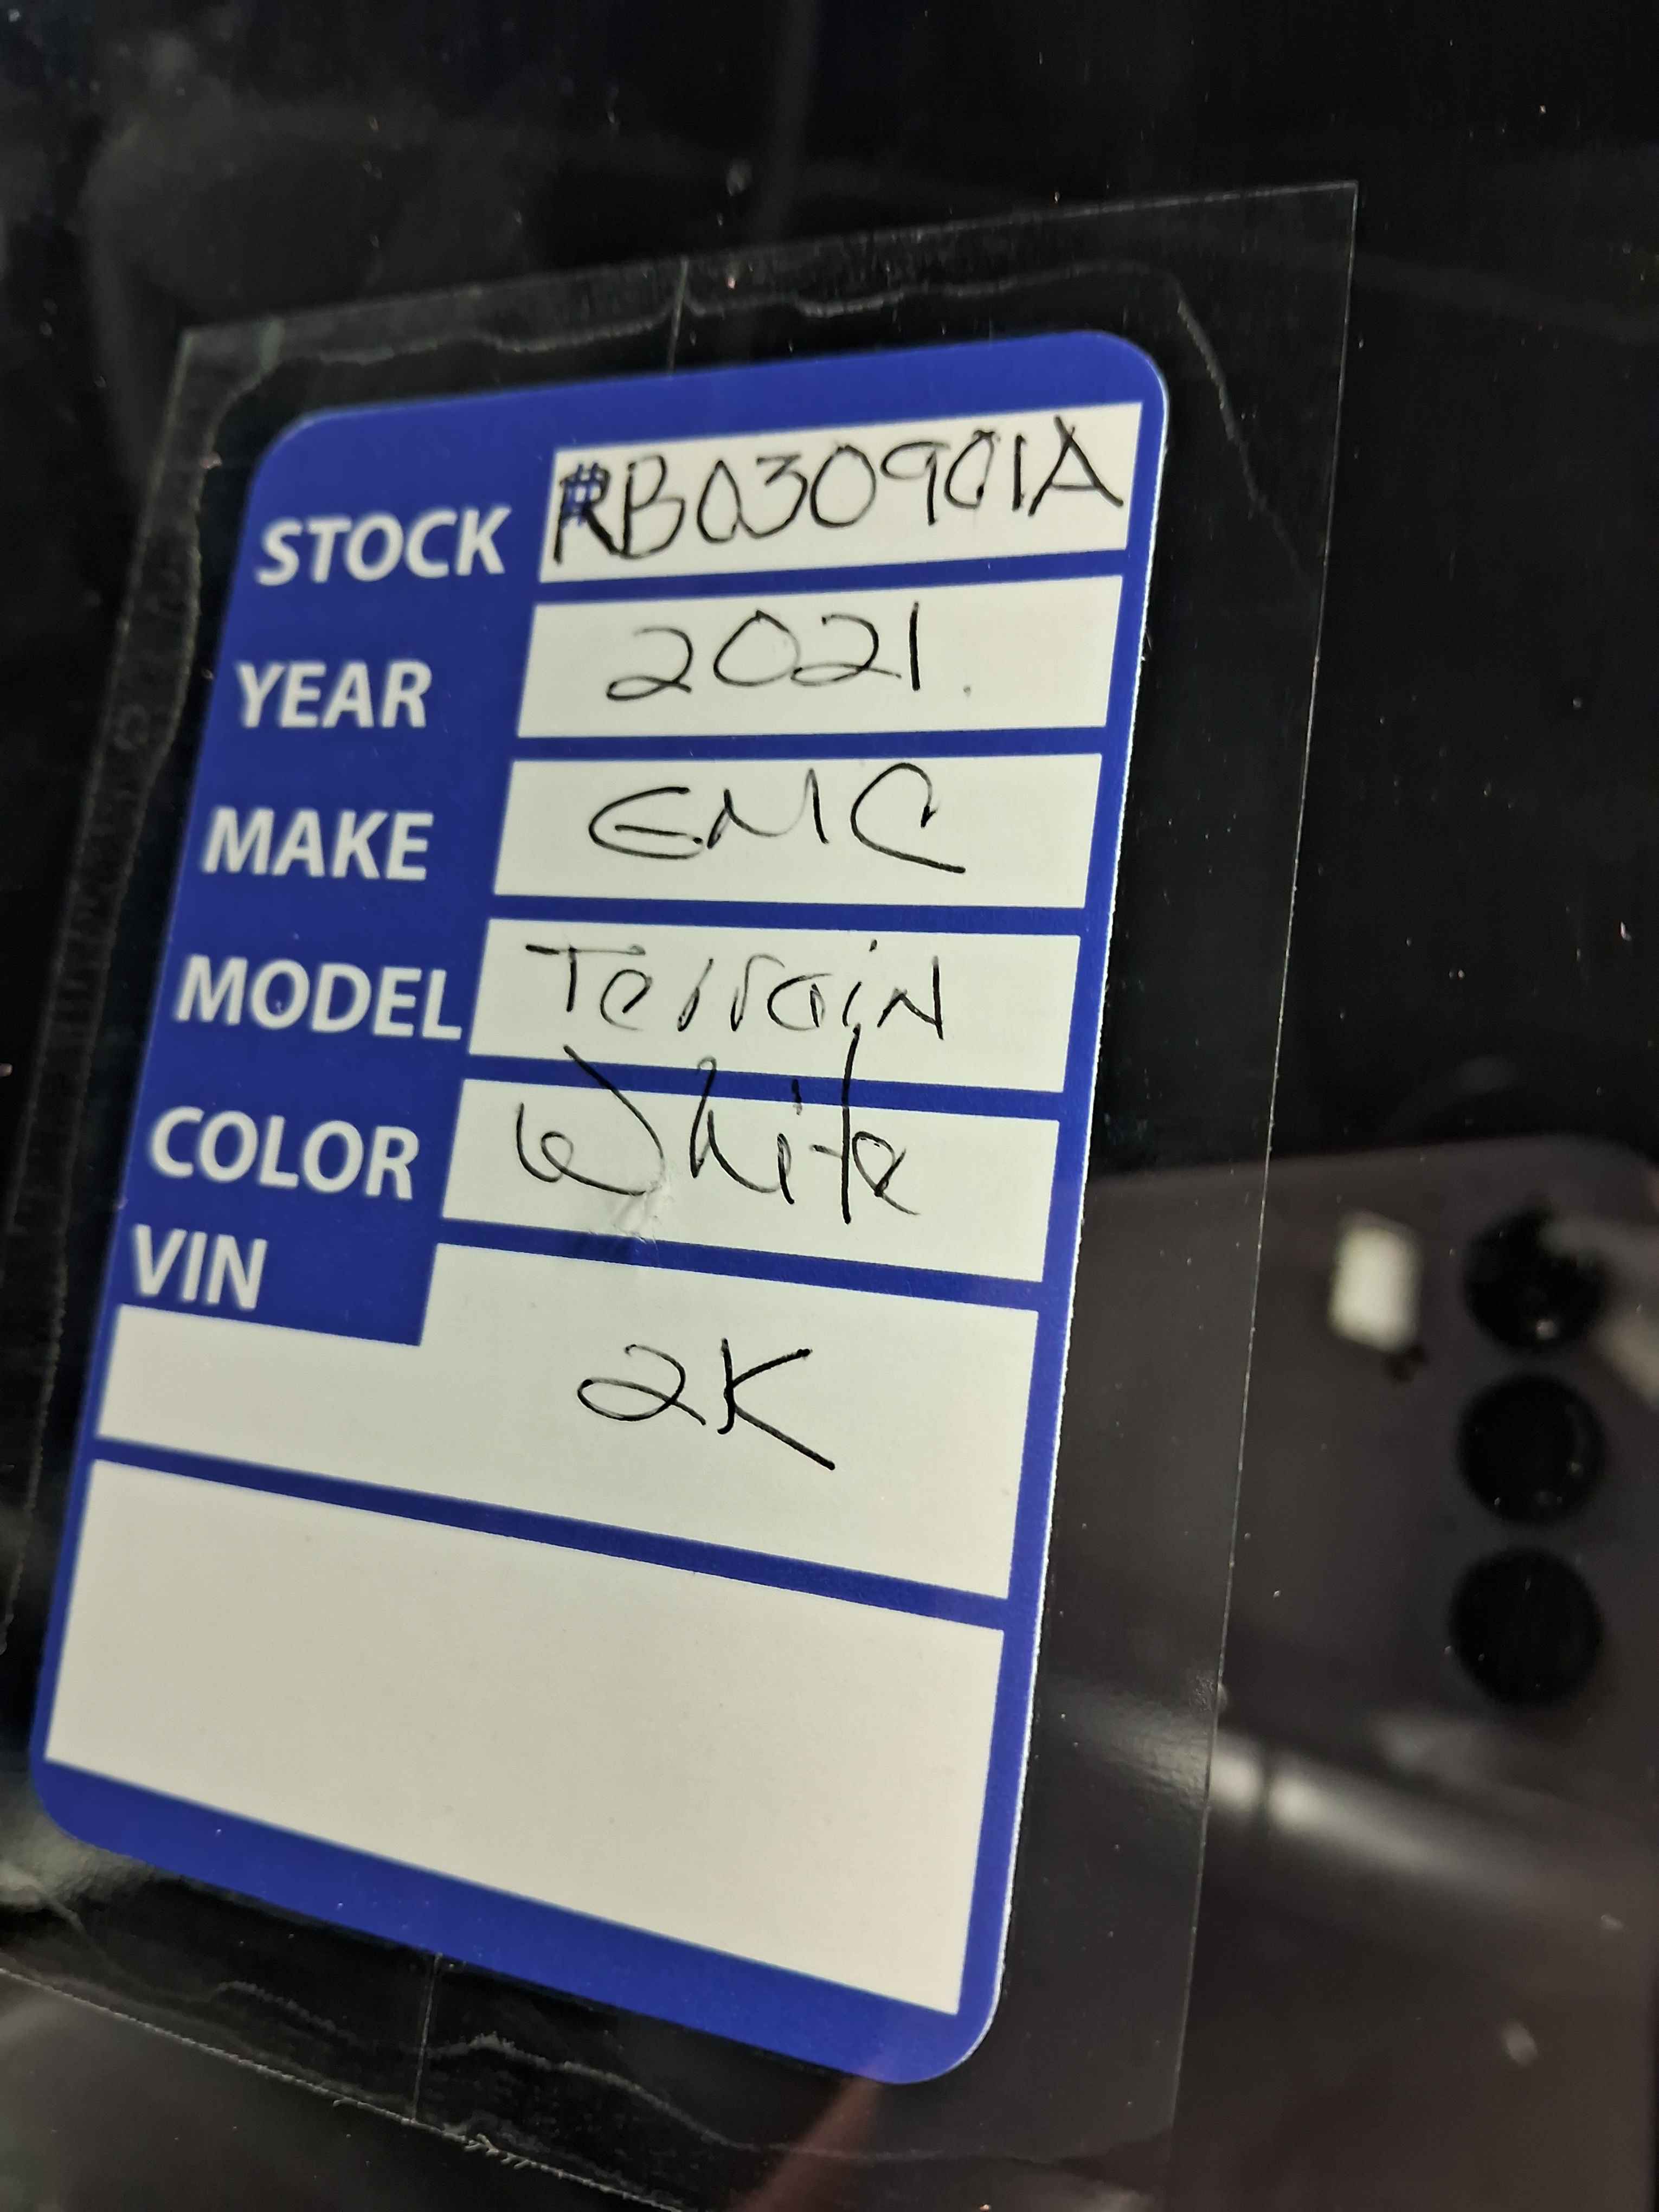 STOCK #RB030901A
YEAR 2021.
MAKE GMC
MODEL Terrain
COLOR White
VIN
2K